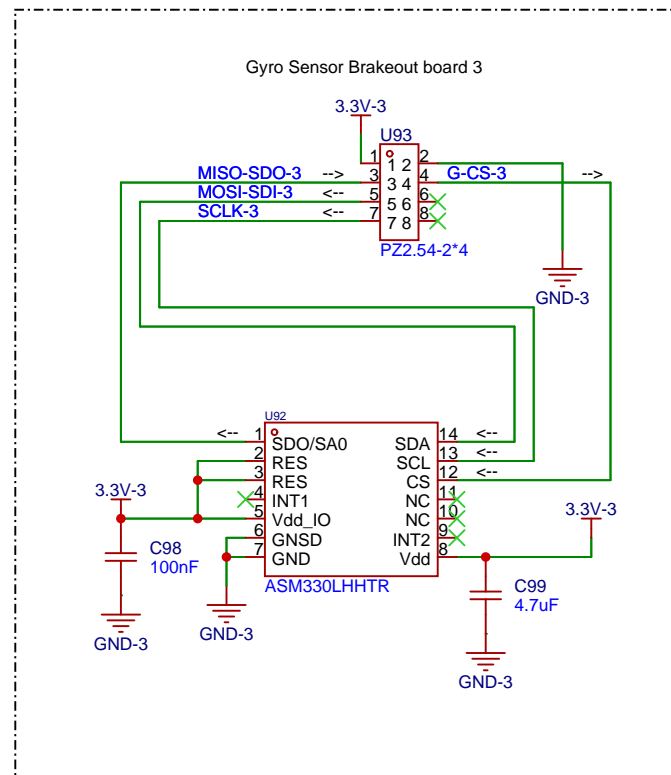 Gyro Sensor Brakeout board 3
3.3V-3
U93
1 1 2 2
MISO-SDO-3 --> 3 3 4 4 G-CS-3 -->
MOSI-SDI-3 <-- 5 5 6 6
SCLK-3 <-- 7 7 8 8
PZ2.54-2*4
GND-3
U92
<-- 1 SDO/SA0 SDA 14 <--
2 RES SCL 13 <--
3 RES CS 12 <--
3.3V-3 4 INT1 NC 11
5 Vdd_IO NC 10 3.3V-3
6 GNSD INT2 9
7 GND Vdd 8
C98
100nF
ASM330LHHTR
C99
4.7uF
GND-3
GND-3
GND-3